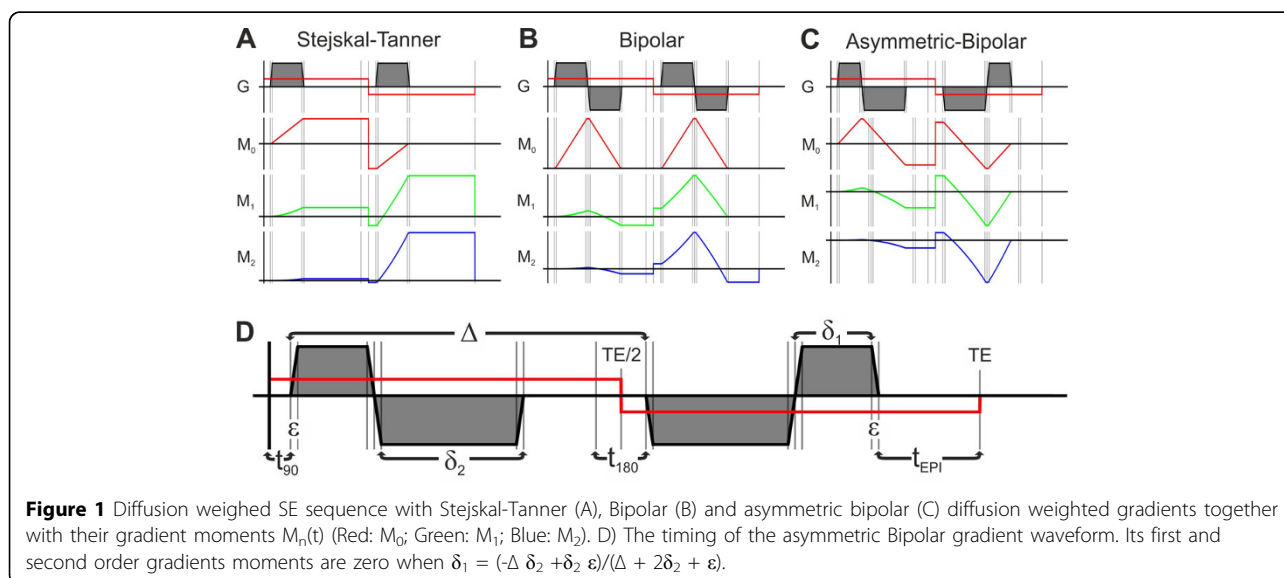 A Stejskal-Tanner
B Bipolar
C Asymmetric-Bipolar
G G G
M₀ M₀ M₀
M₁ M₁ M₁
M₂ M₂ M₂
D Δ δ₁
TE/2 TE
ε ε
t₉₀ δ₂ t₁₈₀ t_EPI
Figure 1 Diffusion weighed SE sequence with Stejskal-Tanner (A), Bipolar (B) and asymmetric bipolar (C) diffusion weighted gradients together
with their gradient moments Mₙ(t) (Red: M₀; Green: M₁; Blue: M₂). D) The timing of the asymmetric Bipolar gradient waveform. Its first and
second order gradients moments are zero when δ₁ = (-Δ δ₂ +δ₂ ε)/(Δ + 2δ₂ + ε).